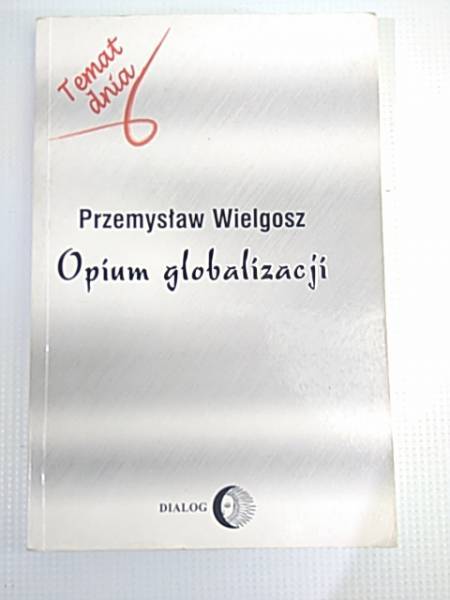 Temat
dnia
Przemysław Wielgosz
Opium globalizacji
DIALOG